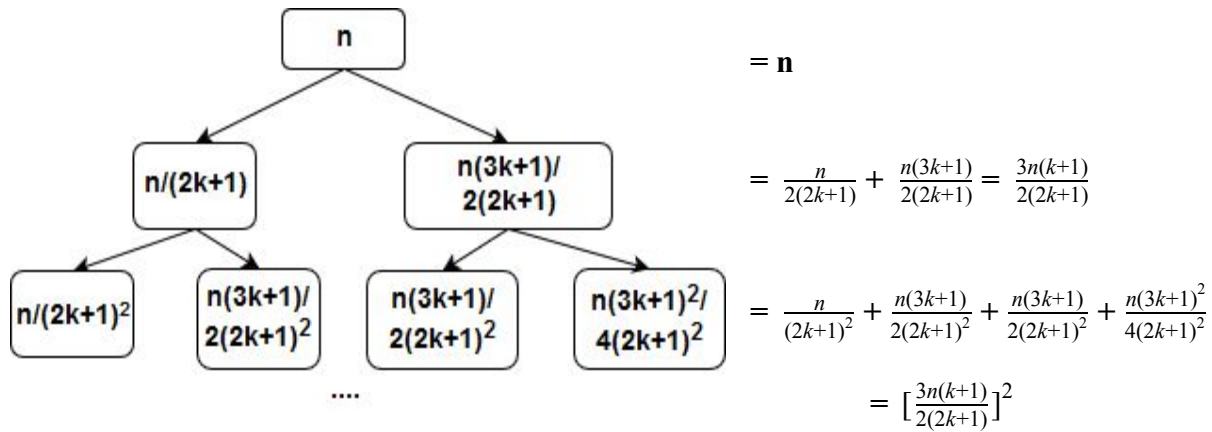 n
= n
n/(2k+1)
n(3k+1)/
2(2k+1)
= n/2(2k+1) + n(3k+1)/2(2k+1) = 3n(k+1)/2(2k+1)
n/(2k+1)²
n(3k+1)/
2(2k+1)²
n(3k+1)/
2(2k+1)²
n(3k+1)²/
4(2k+1)²
= n/(2k+1)² + n(3k+1)/2(2k+1)² + n(3k+1)/2(2k+1)² + n(3k+1)²/4(2k+1)²
....
= [3n(k+1)/2(2k+1)]²